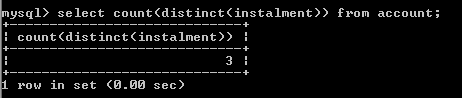 mysql> select count(distinct(instalment)) from account;
+-----------------------------+
| count(distinct(instalment)) |
+-----------------------------+
|                           3 |
+-----------------------------+
1 row in set (0.00 sec)